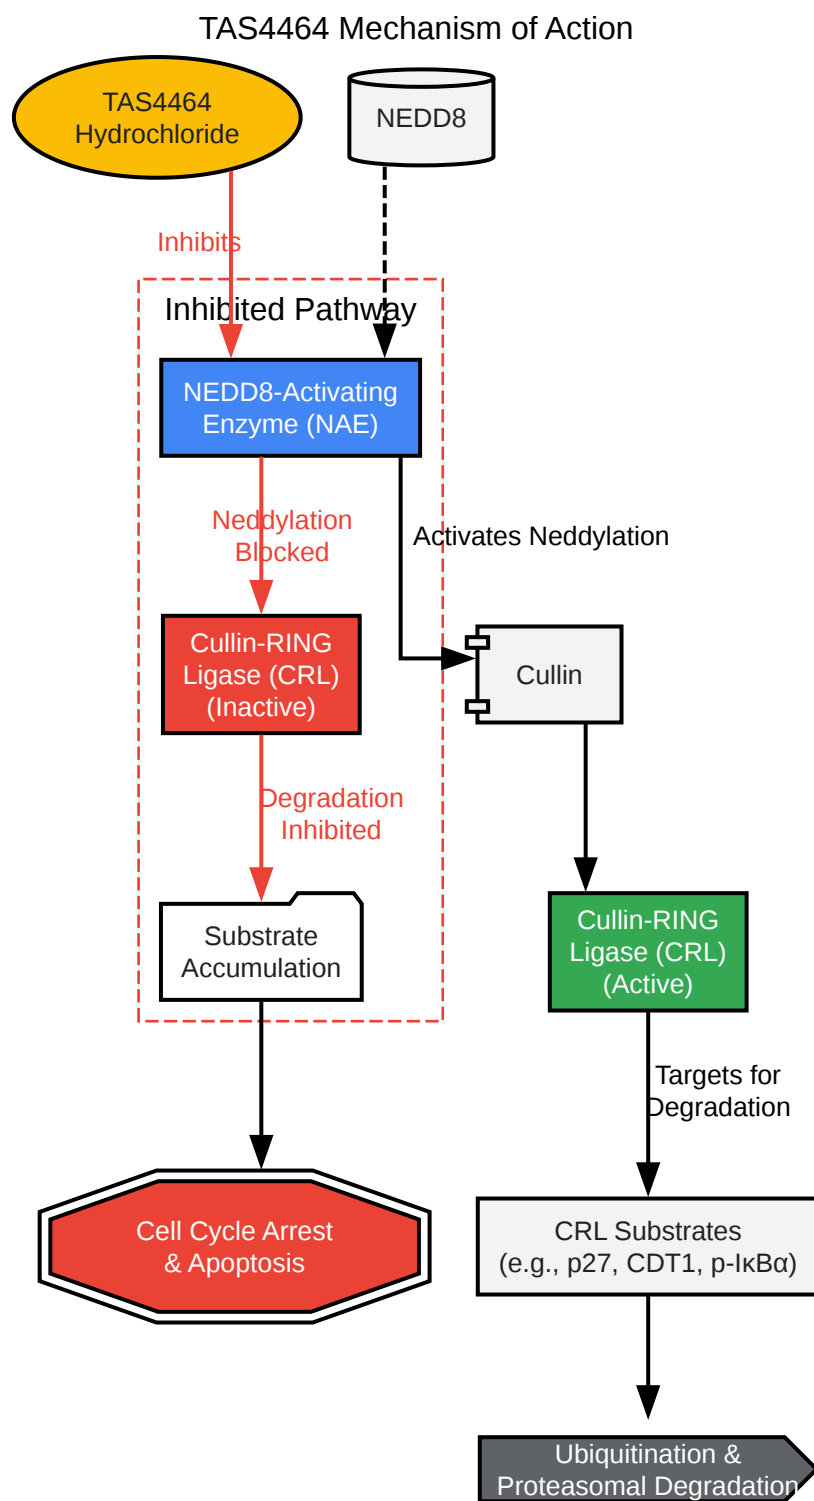 TAS4464 Mechanism of Action
TAS4464
Hydrochloride
NEDD8
Inhibits
Inhibited Pathway
NEDD8-Activating
Enzyme (NAE)
Neddylation
Blocked
Activates Neddylation
Cullin-RING
Ligase (CRL)
(Inactive)
Cullin
Degradation
Inhibited
Substrate
Accumulation
Cullin-RING
Ligase (CRL)
(Active)
Targets for
Degradation
Cell Cycle Arrest
& Apoptosis
CRL Substrates
(e.g., p27, CDT1, p-IκBα)
Ubiquitination &
Proteasomal Degradation